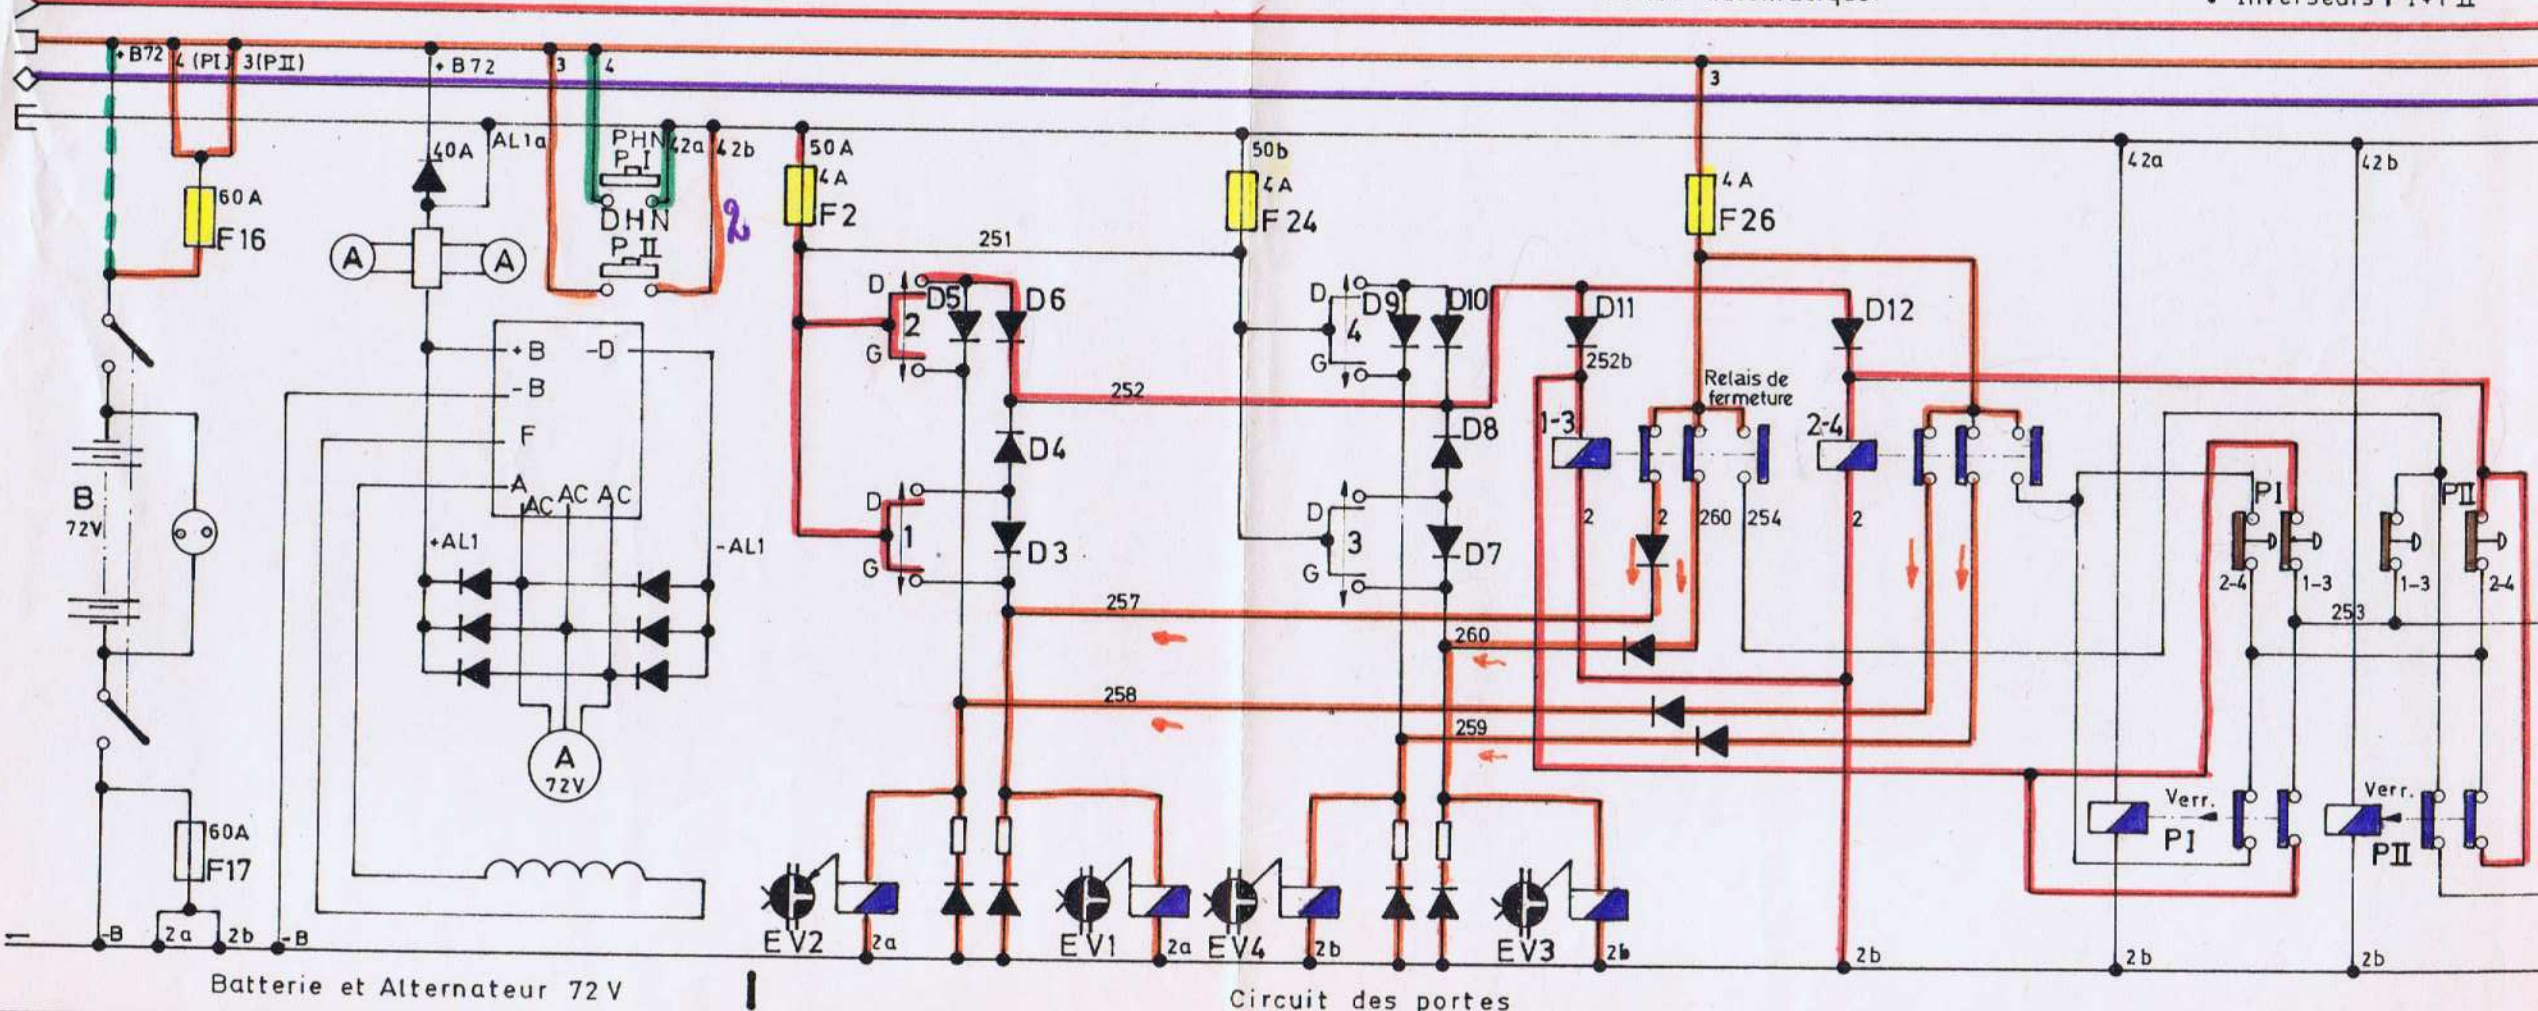 Inverseurs : I+PII
+B72
4 (PI)
3(PII)
+B72
3
4
3
40A
AL1a
PHN
PI
42a
42b
50A
50b
42a
42b
60A
F16
DHN
PII
2
4A
F2
4A
F24
4A
F26
A
A
251
D
2
G
D5
D6
D
4
G
D9
D10
D11
D12
+B
-D
-B
F
A
AC
AC
AC
252
252b
Relais de
fermeture
1-3
2-4
D4
D8
B
72V
D
1
G
D3
D
3
G
D7
2
2
260
254
2
PI
PII
+AL1
-AL1
2-4
1-3
1-3
2-4
253
257
260
258
259
A
72V
60A
F17
Verr.
PI
Verr.
PII
-B
2a
2b
-B
EV2
2a
EV1
2a
EV4
2b
EV3
2b
2b
2b
2b
Batterie et Alternateur 72 V
Circuit des portes